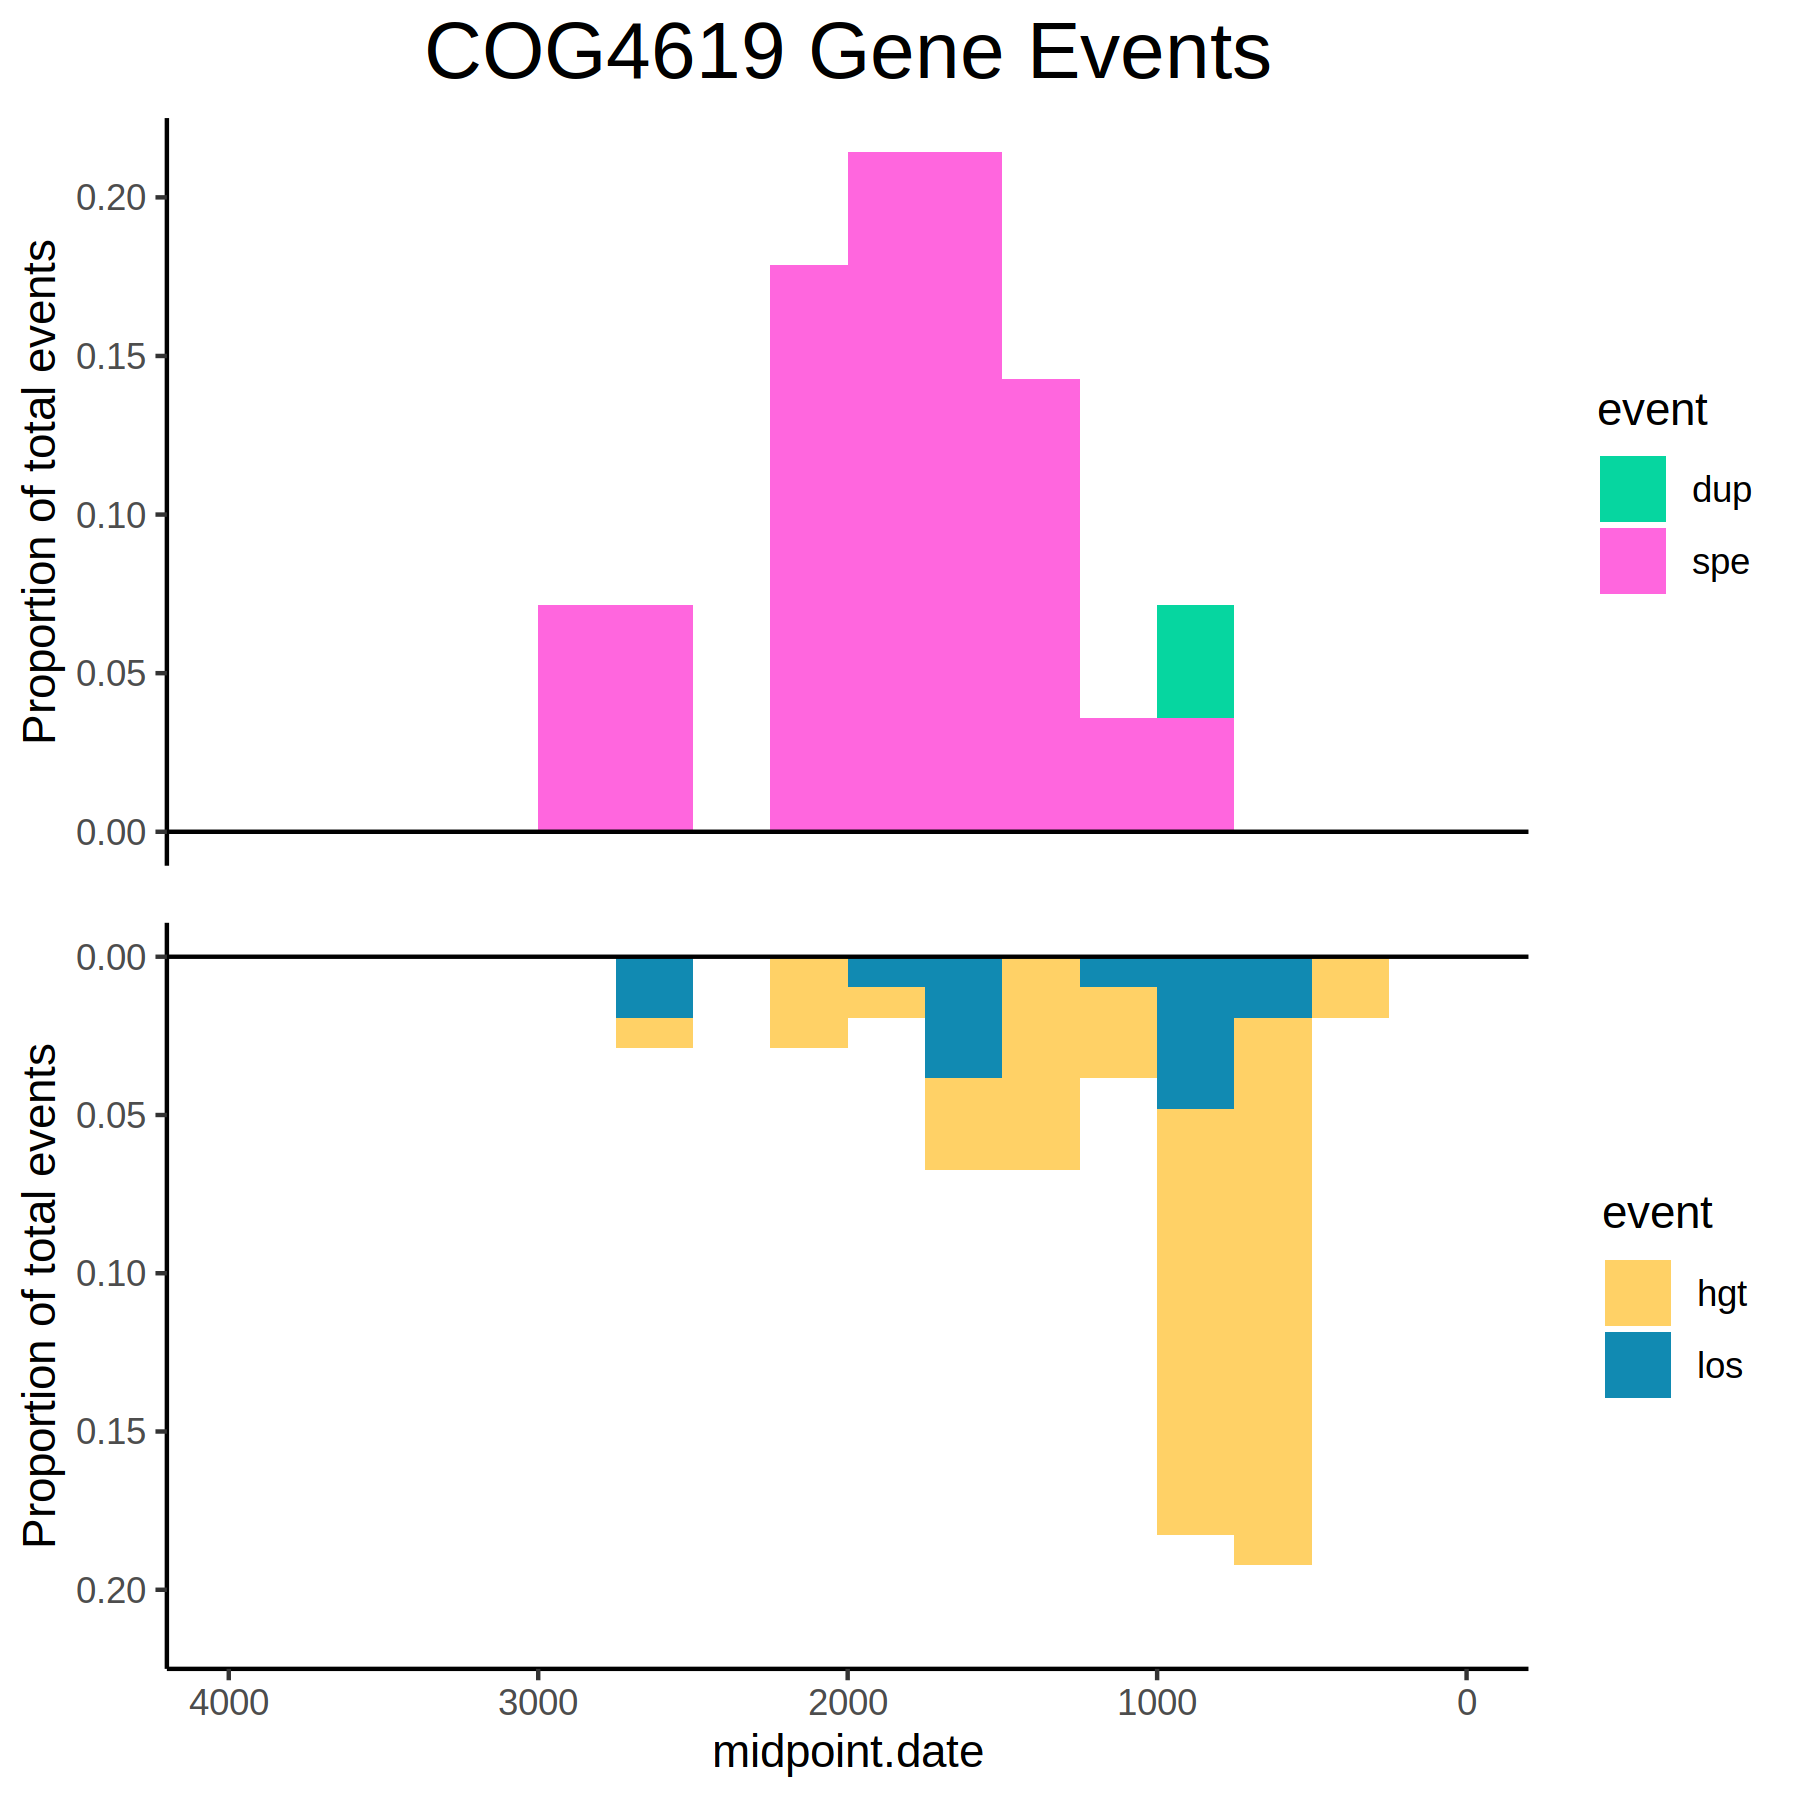 COG4619 Gene Events
Proportion of total events
0.20
0.15
0.10
0.05
0.00
event
dup
spe
Proportion of total events
0.00
0.05
0.10
0.15
0.20
event
hgt
los
4000 3000 2000 1000 0
midpoint.date